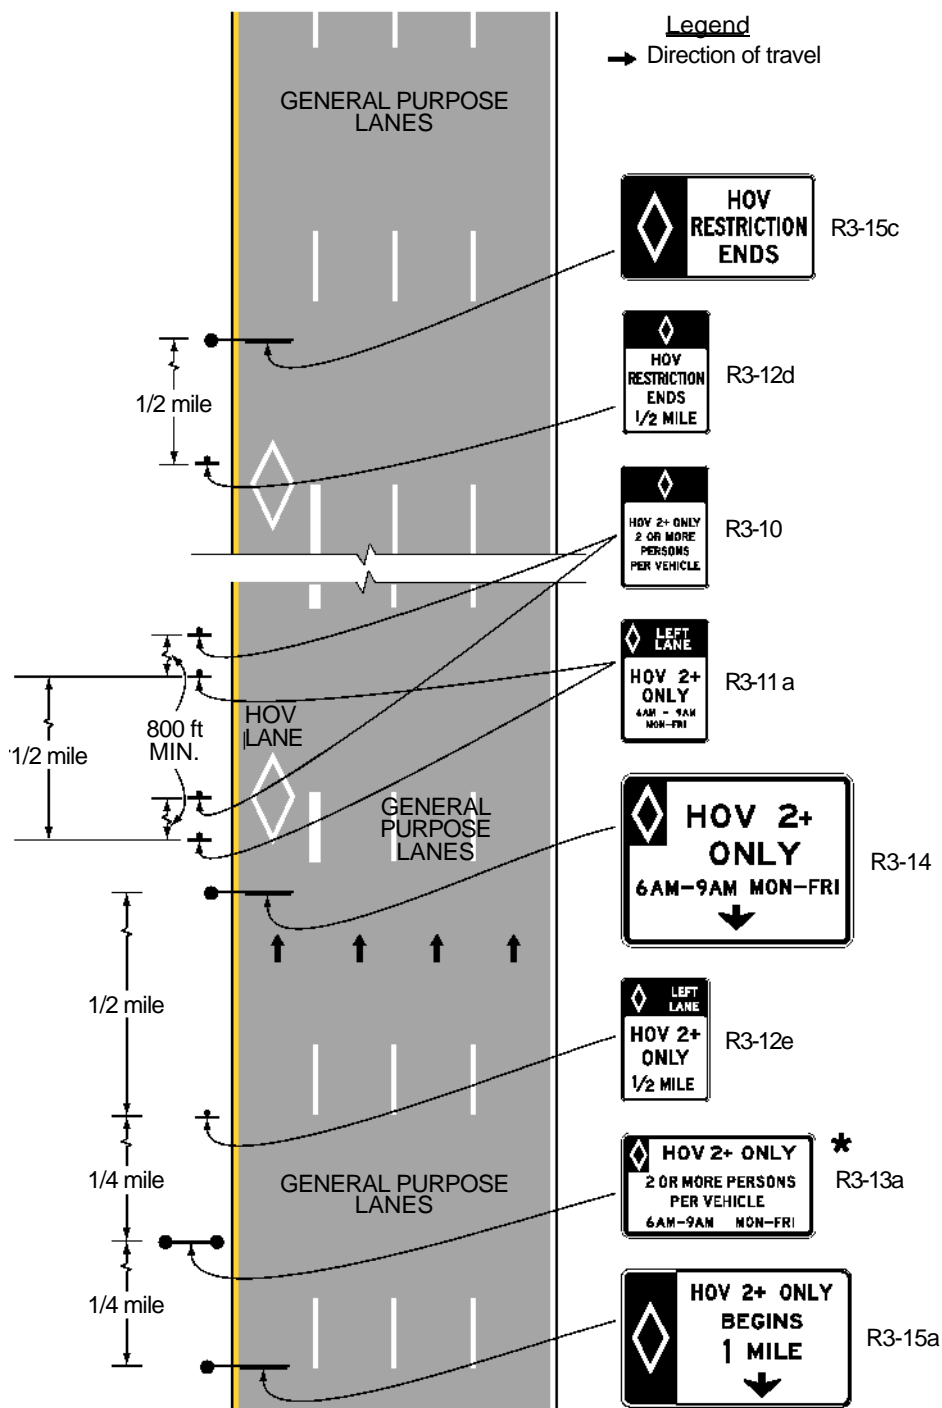 Legend
Direction of travel
GENERAL PURPOSE
LANES
HOV
RESTRICTION
ENDS
R3-15c
HOV
RESTRICTION
ENDS
1/2 MILE
R3-12d
1/2 mile
HOV 2+ ONLY
2 OR MORE
PERSONS
PER VEHICLE
R3-10
LEFT
LANE
HOV 2+
ONLY
6AM – 9AM
MON–FRI
R3-11 a
HOV
LANE
800 ft
MIN.
1/2 mile
GENERAL
PURPOSE
LANES
HOV 2+
ONLY
6AM–9AM MON–FRI
R3-14
1/2 mile
LEFT
LANE
HOV 2+
ONLY
1/2 MILE
R3-12e
1/4 mile
GENERAL PURPOSE
LANES
HOV 2+ ONLY
2 OR MORE PERSONS
PER VEHICLE
6AM–9AM MON–FRI
*
R3-13a
1/4 mile
HOV 2+ ONLY
BEGINS
1 MILE
R3-15a